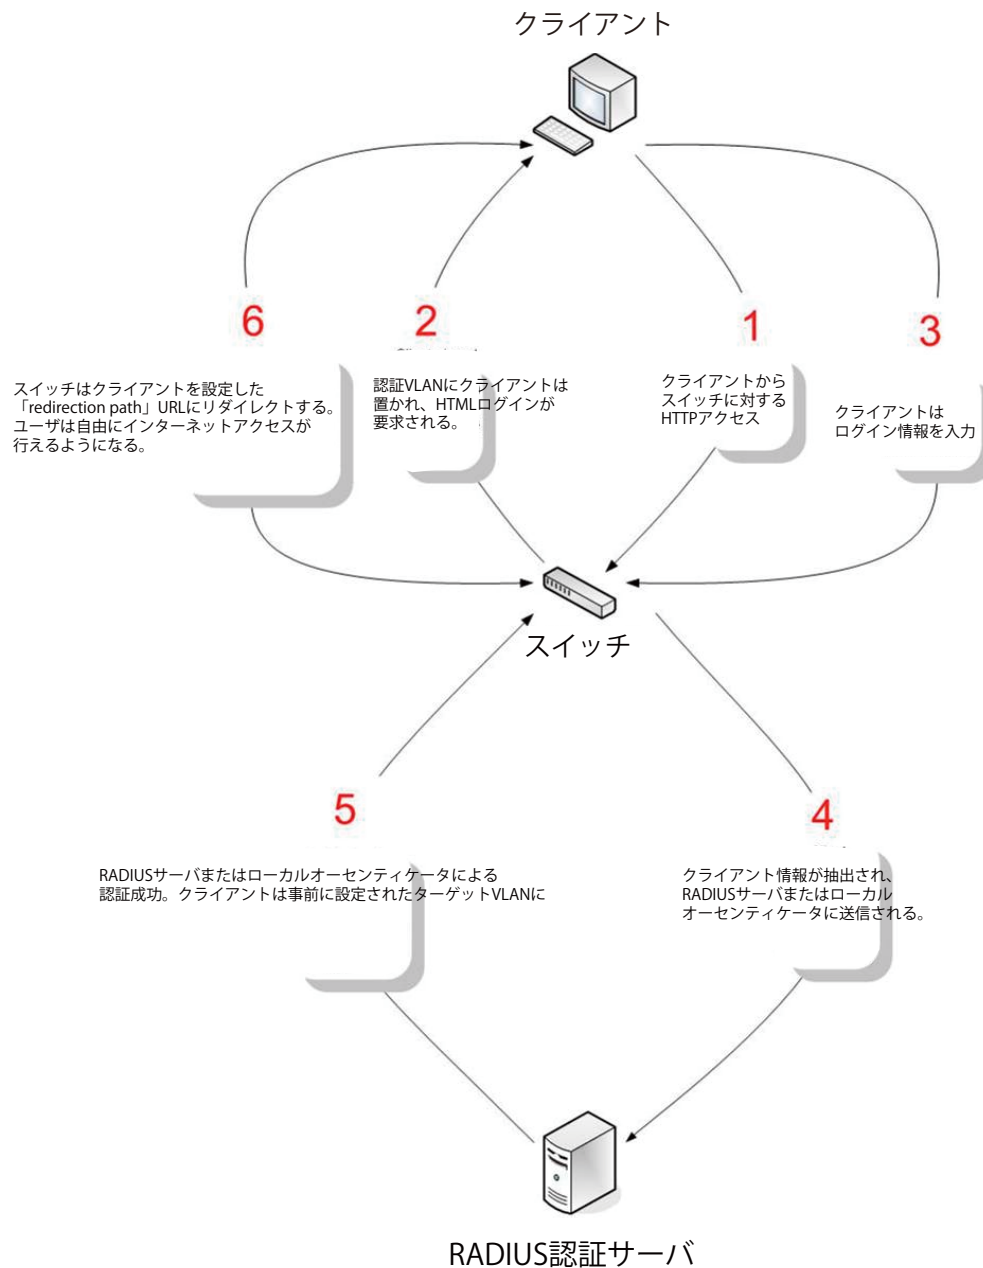 クライアント
6
2
1
3
スイッチはクライアントを設定した
「redirection path」URLにリダイレクトする。
ユーザは自由にインターネットアクセスが
行えるようになる。
認証VLANにクライアントは
置かれ、HTMLログインが
要求される。
クライアントから
スイッチに対する
HTTPアクセス
クライアントは
ログイン情報を入力
スイッチ
5
4
RADIUSサーバまたはローカルオーセンティケータによる
認証成功。クライアントは事前に設定されたターゲットVLANに
クライアント情報が抽出され、
RADIUSサーバまたはローカル
オーセンティケータに送信される。
RADIUS認証サーバ